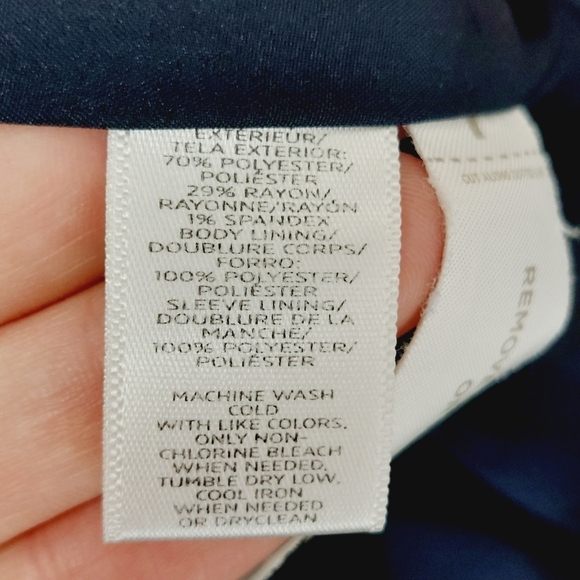 EXTÉRIEUR/
TELA EXTERIOR:
70% POLYESTER/
POLIÉSTER
29% RAYON/
RAYONNE/RAYÓN
1% SPANDEX
BODY LINING/
DOUBLURE CORPS/
FORRO:
100% POLYESTER/
POLIÉSTER
SLEEVE LINING/
DOUBLURE DE LA
MANCHE/
100% POLYESTER/
POLIÉSTER
MACHINE WASH
COLD
WITH LIKE COLORS.
ONLY NON-
CHLORINE BLEACH
WHEN NEEDED.
TUMBLE DRY LOW.
COOL IRON
WHEN NEEDED
OR DRYCLEAN
REMOVE